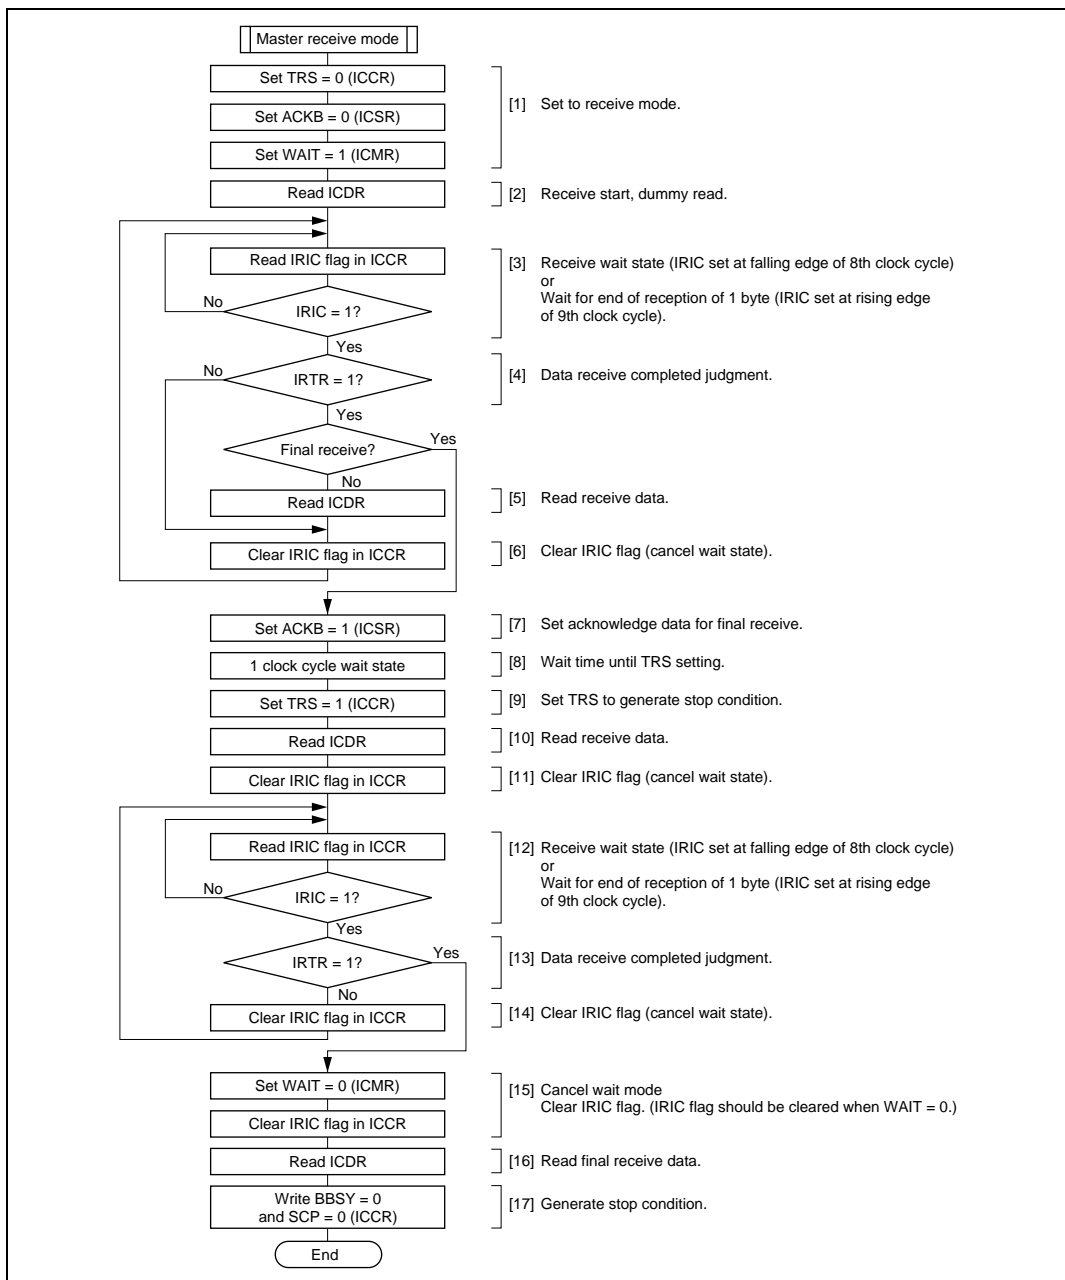 Master receive mode
Set TRS = 0 (ICCR)
Set ACKB = 0 (ICSR)
[1] Set to receive mode.
Set WAIT = 1 (ICMR)
Read ICDR
[2] Receive start, dummy read.
Read IRIC flag in ICCR
[3] Receive wait state (IRIC set at falling edge of 8th clock cycle)
or
Wait for end of reception of 1 byte (IRIC set at rising edge
of 9th clock cycle).
No
IRIC = 1?
Yes
No
IRTR = 1?
[4] Data receive completed judgment.
Yes
Final receive?
Yes
No
Read ICDR
[5] Read receive data.
Clear IRIC flag in ICCR
[6] Clear IRIC flag (cancel wait state).
Set ACKB = 1 (ICSR)
[7] Set acknowledge data for final receive.
1 clock cycle wait state
[8] Wait time until TRS setting.
Set TRS = 1 (ICCR)
[9] Set TRS to generate stop condition.
Read ICDR
[10] Read receive data.
Clear IRIC flag in ICCR
[11] Clear IRIC flag (cancel wait state).
Read IRIC flag in ICCR
[12] Receive wait state (IRIC set at falling edge of 8th clock cycle)
or
Wait for end of reception of 1 byte (IRIC set at rising edge
of 9th clock cycle).
No
IRIC = 1?
Yes
IRTR = 1?
Yes
[13] Data receive completed judgment.
No
Clear IRIC flag in ICCR
[14] Clear IRIC flag (cancel wait state).
Set WAIT = 0 (ICMR)
[15] Cancel wait mode
Clear IRIC flag. (IRIC flag should be cleared when WAIT = 0.)
Clear IRIC flag in ICCR
Read ICDR
[16] Read final receive data.
Write BBSY = 0
and SCP = 0 (ICCR)
[17] Generate stop condition.
End